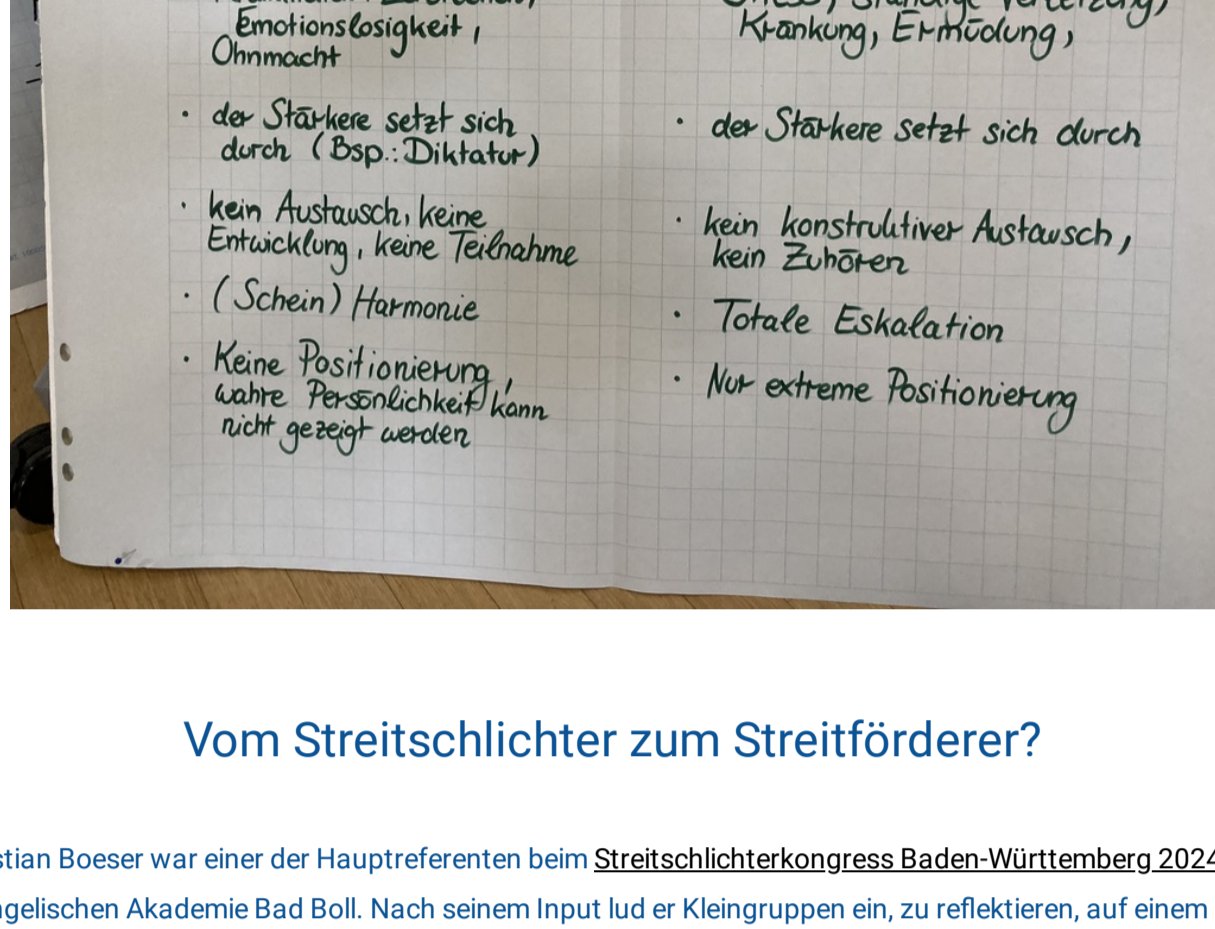 Emotionslosigkeit,
Ohnmacht
• der Stärkere setzt sich
durch (Bsp.: Diktatur)
• kein Austausch, keine
Entwicklung, keine Teilnahme
• (Schein) Harmonie
• Keine Positionierung,
wahre Persönlichkeit kann
nicht gezeigt werden
Kränkung, Ermüdung,
• der Stärkere setzt sich durch
• kein konstruktiver Austausch,
kein Zuhören
• Totale Eskalation
• Nur extreme Positionierung
Vom Streitschlichter zum Streitförderer?
stian Boeser war einer der Hauptreferenten beim Streitschlichterkongress Baden-Württemberg 2024
ngelischen Akademie Bad Boll. Nach seinem Input lud er Kleingruppen ein, zu reflektieren, auf einem